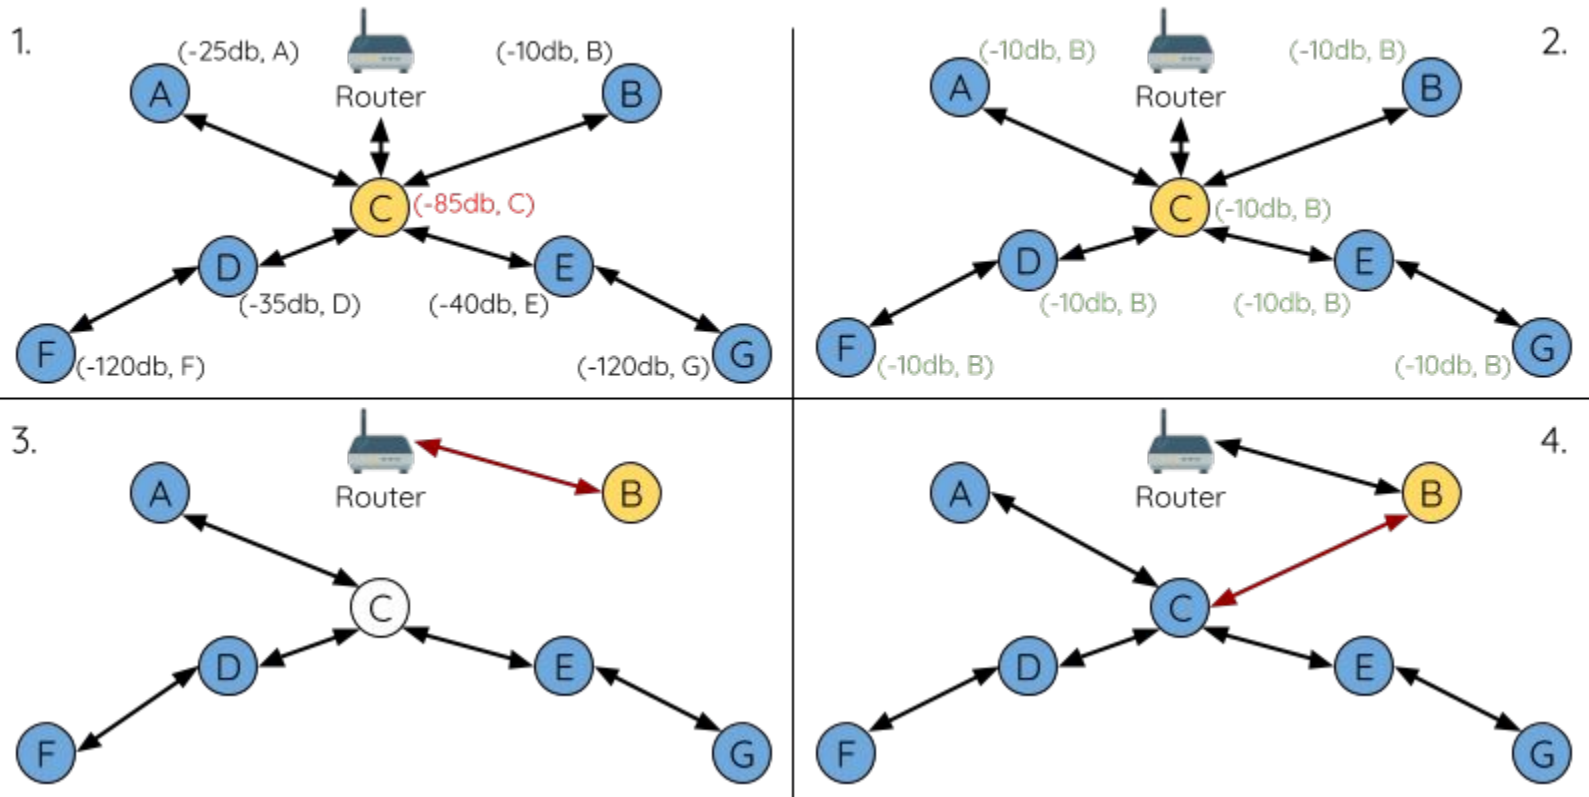 1.
(-25db, A)
(-10db, B)
A
Router
B
C
(-85db, C)
D
E
(-35db, D)
(-40db, E)
F
(-120db, F)
(-120db, G)
G
2.
(-10db, B)
(-10db, B)
A
Router
B
C
(-10db, B)
D
E
(-10db, B)
(-10db, B)
F
(-10db, B)
(-10db, B)
G
3.
A
Router
B
C
D
E
F
G
4.
A
Router
B
C
D
E
F
G